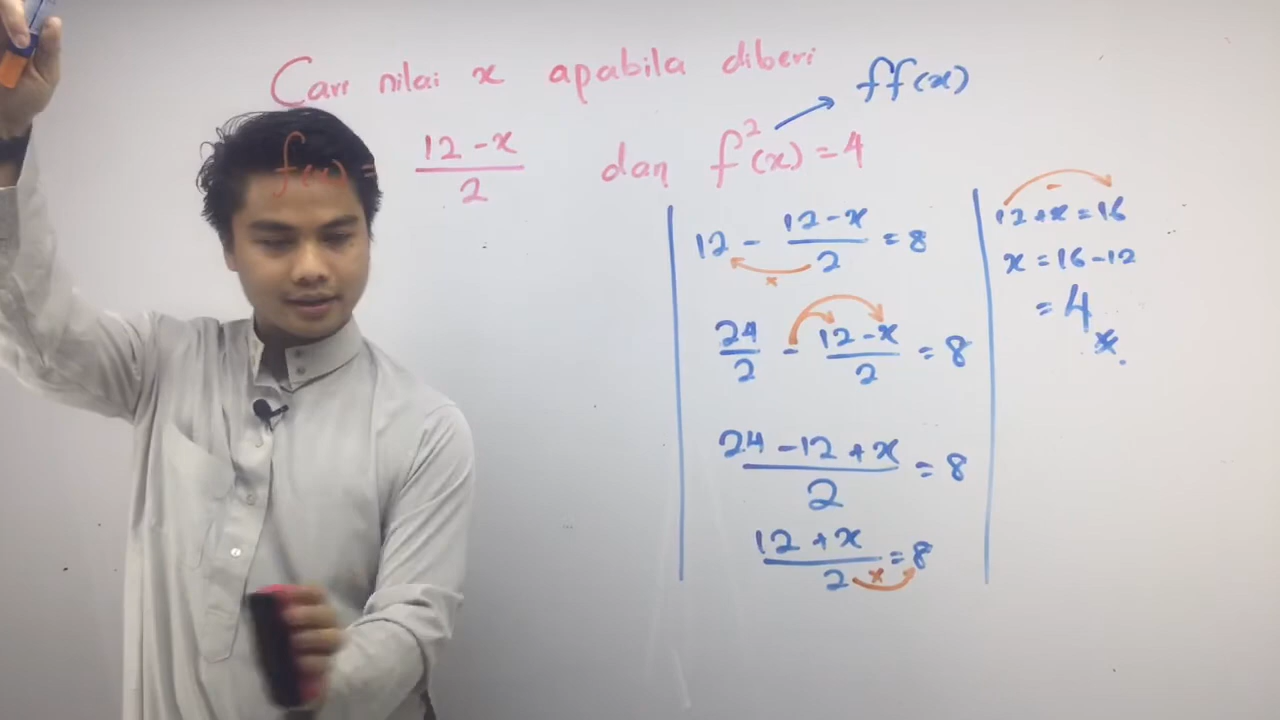 Cari nilai x apabila diberi
f(x) = 12 - x / 2 dan f²(x) = 4
ff(x)
12 - 12 - x / 2 = 8
x
24 / 2 - 12 - x / 2 = 8
24 - 12 + x / 2 = 8
12 + x / 2 = 8
x
-
12 + x = 16
x = 16 - 12
= 4